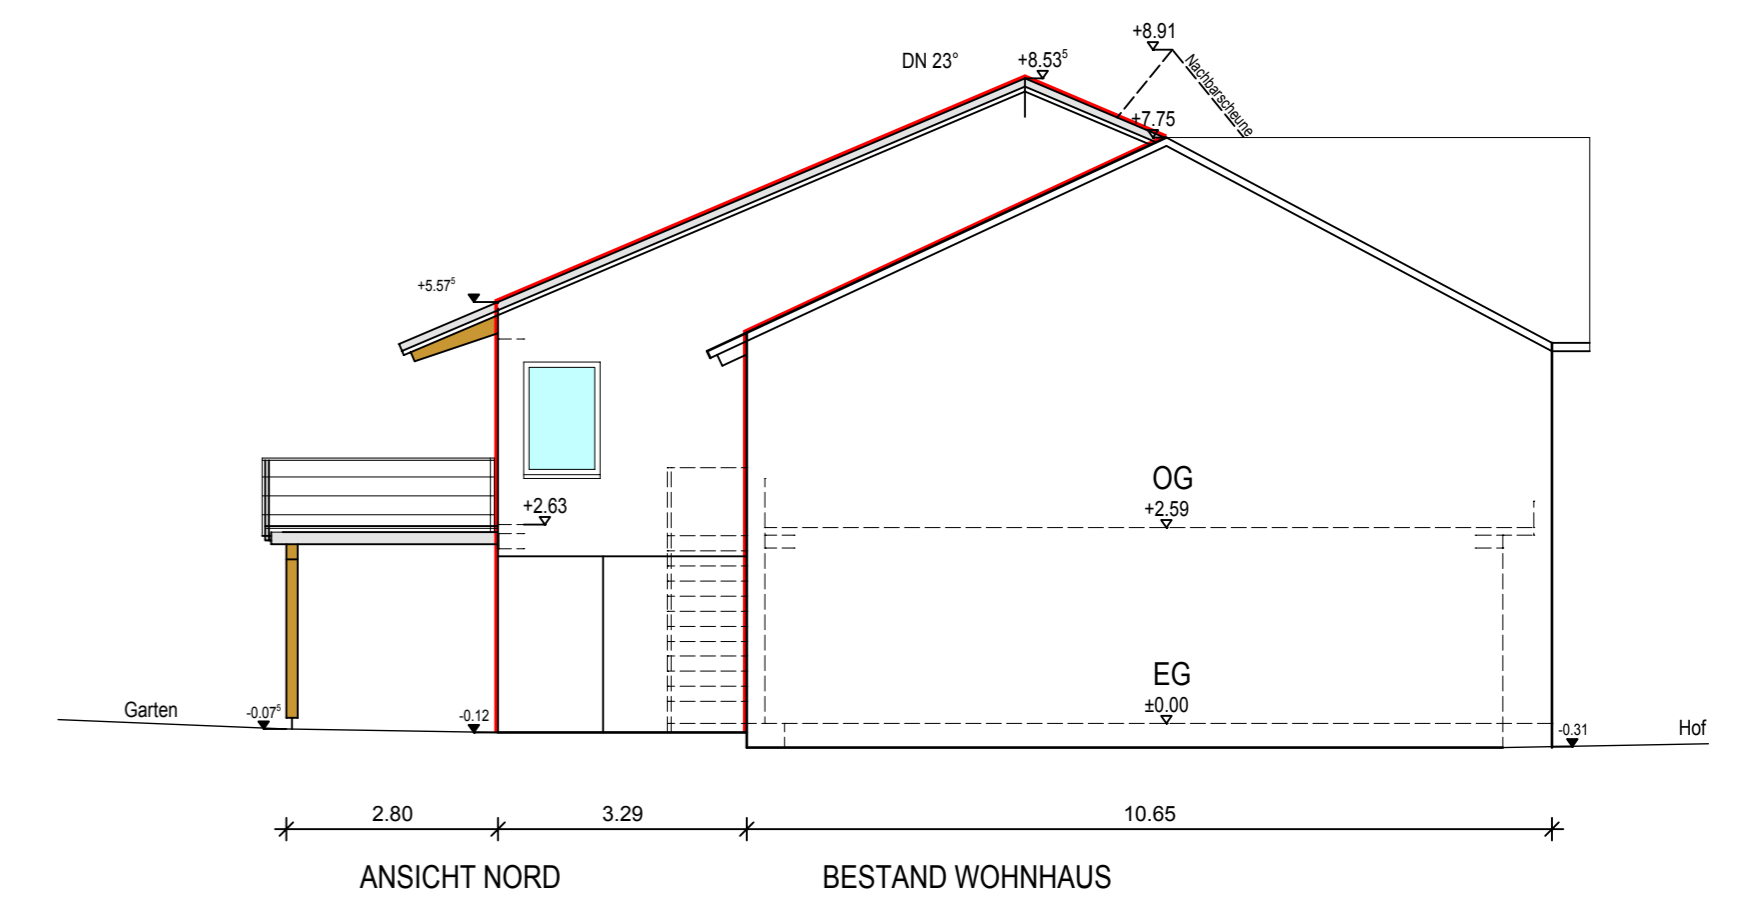 +8.91
DN 23°
+8.53⁵
Nachbarscheune
+7.75
+5.57⁵
OG
+2.63
+2.59
EG
±0.00
Garten
-0.07⁵
-0.12
-0.31
Hof
2.80
3.29
10.65
ANSICHT NORD
BESTAND WOHNHAUS